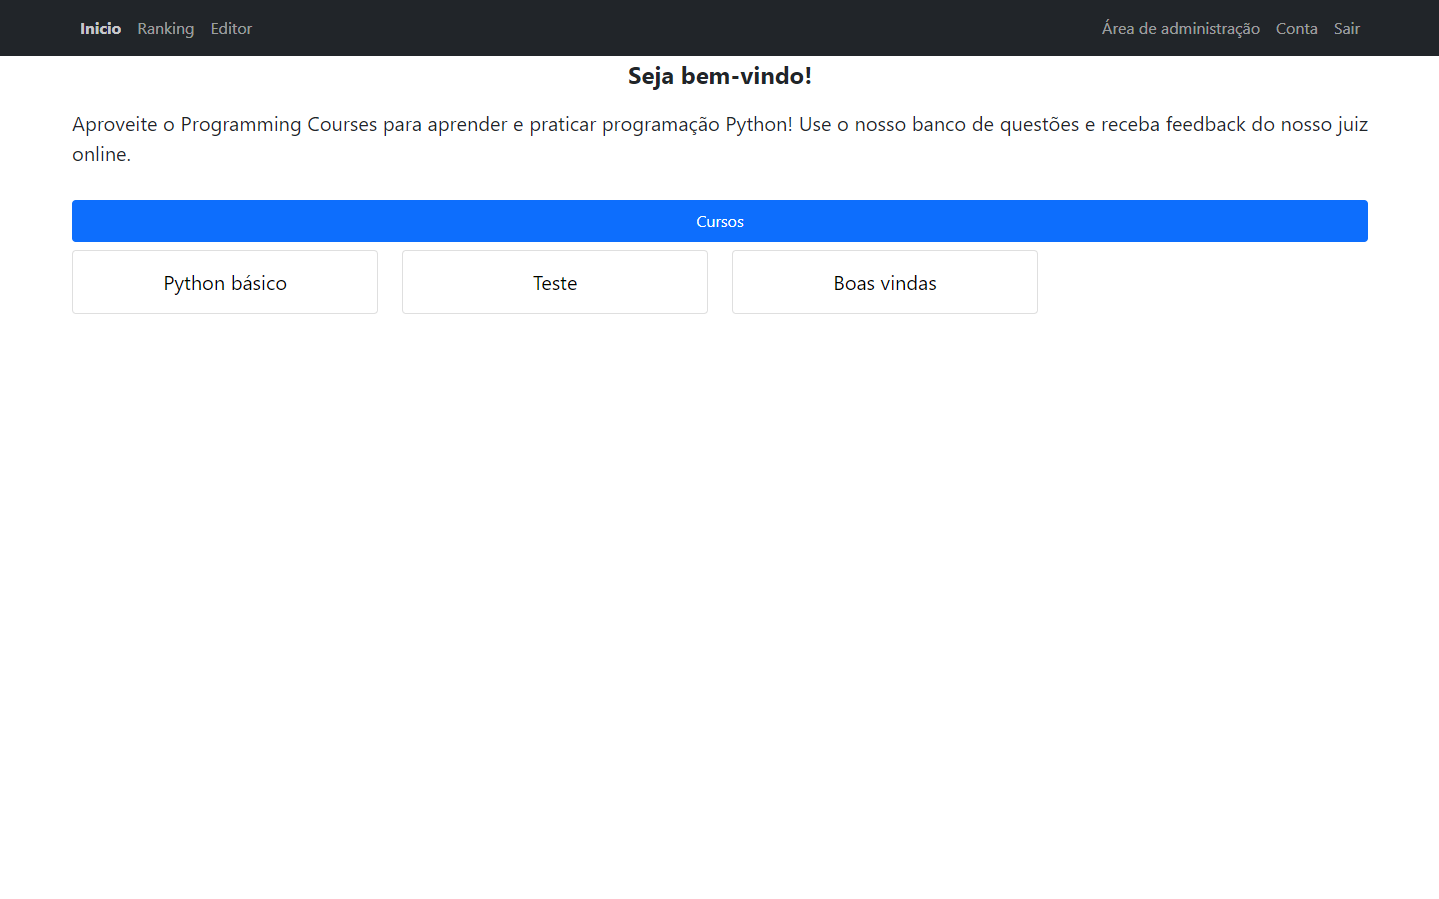 Inicio Ranking Editor Área de administração Conta Sair
Seja bem-vindo!
Aproveite o Programming Courses para aprender e praticar programação Python! Use o nosso banco de questões e receba feedback do nosso juiz
online.
Cursos
Python básico Teste Boas vindas